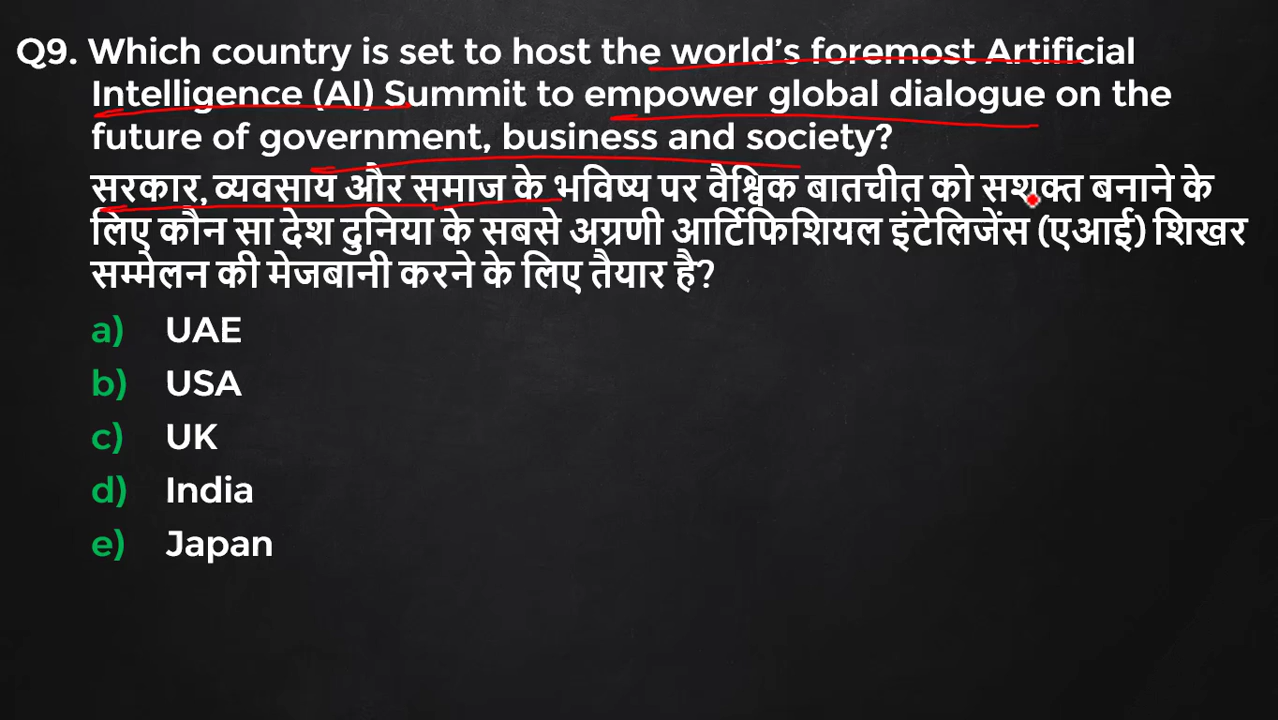 Q9. Which country is set to host the world's foremost Artificial
Intelligence (AI) Summit to empower global dialogue on the
future of government, business and society?
सरकार, व्यवसाय और समाज के भविष्य पर वैश्विक बातचीत को सशक्त बनाने के
लिए कौन सा देश दुनिया के सबसे अग्रणी आर्टिफिशियल इंटेलिजेंस (एआई) शिखर
सम्मेलन की मेजबानी करने के लिए तैयार है?
a) UAE
b) USA
c) UK
d) India
e) Japan